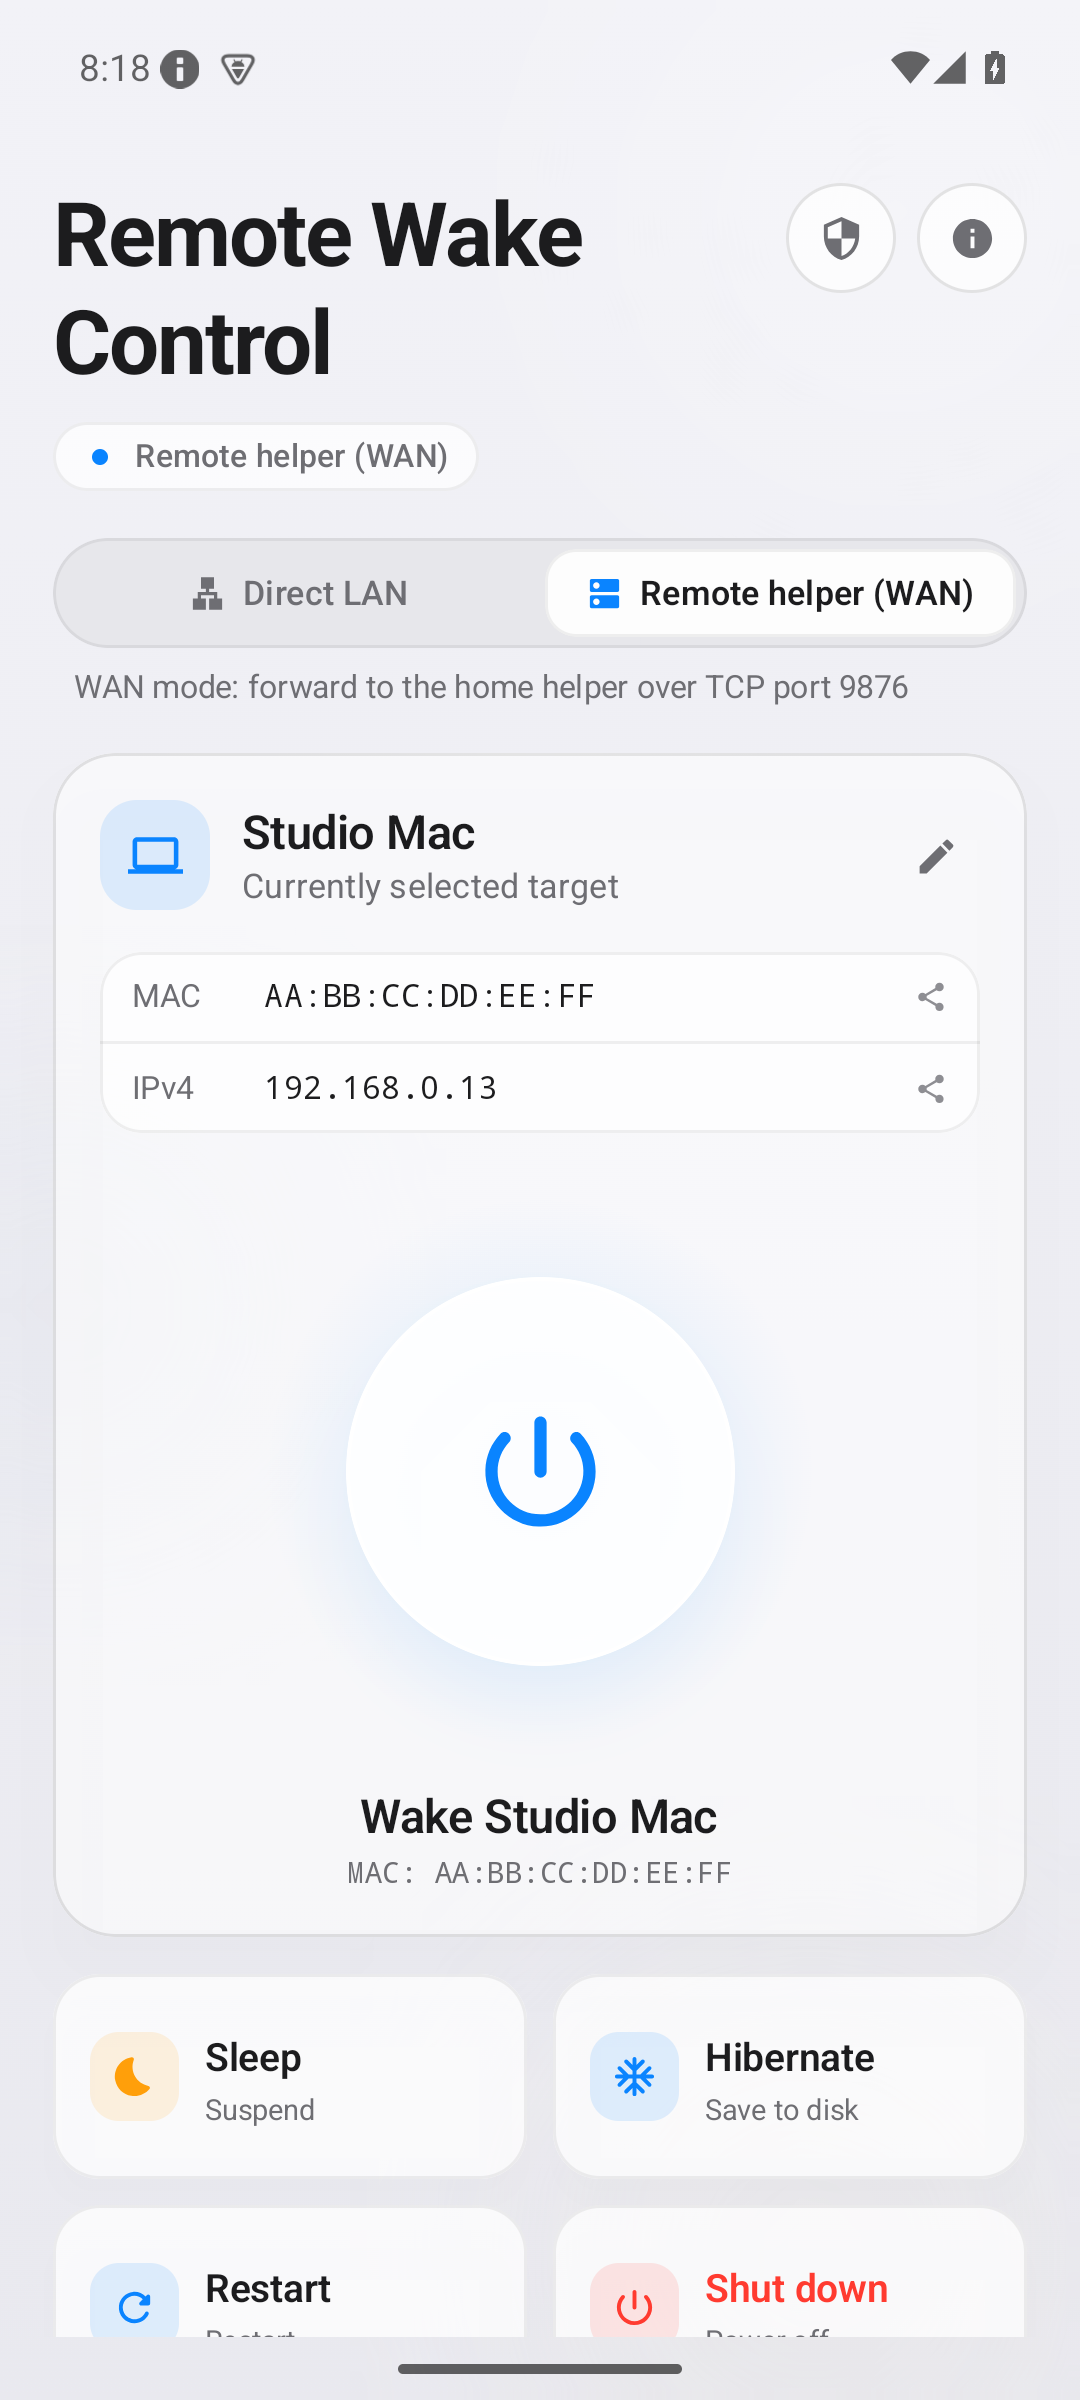 8:18
Remote Wake
Control
Remote helper (WAN)
Direct LAN
Remote helper (WAN)
WAN mode: forward to the home helper over TCP port 9876
Studio Mac
Currently selected target
MAC AA:BB:CC:DD:EE:FF
IPv4 192.168.0.13
Wake Studio Mac
MAC: AA:BB:CC:DD:EE:FF
Sleep
Suspend
Hibernate
Save to disk
Restart
Restart
Shut down
Power off